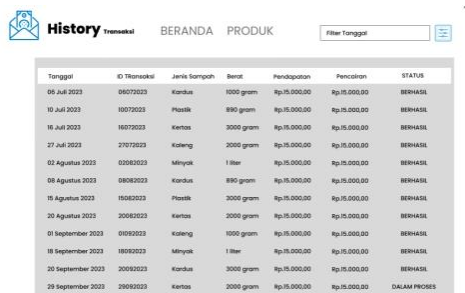 History Transaksi BERANDA PRODUK Filter Tanggal
Tanggal ID TRansaksi Jenis Sampah Berat Pendapatan Pencairan STATUS
06 Juli 2023 06072023 Kardus 1000 gram Rp.15.000,00 Rp.15.000,00 BERHASIL
10 Juli 2023 10072023 Plastik 890 gram Rp.15.000,00 Rp.15.000,00 BERHASIL
16 Juli 2023 16072023 Kertas 3000 gram Rp.15.000,00 Rp.15.000,00 BERHASIL
27 Juli 2023 27072023 Kaleng 2000 gram Rp.15.000,00 Rp.15.000,00 BERHASIL
02 Agustus 2023 02082023 Minyak 1 liter Rp.15.000,00 Rp.15.000,00 BERHASIL
08 Agustus 2023 08082023 Kardus 890 gram Rp.15.000,00 Rp.15.000,00 BERHASIL
15 Agustus 2023 15082023 Plastik 3000 gram Rp.15.000,00 Rp.15.000,00 BERHASIL
20 Agustus 2023 20082023 Kertas 2000 gram Rp.15.000,00 Rp.15.000,00 BERHASIL
01 September 2023 01092023 Kaleng 1000 gram Rp.15.000,00 Rp.15.000,00 BERHASIL
18 September 2023 18092023 Minyak 1 liter Rp.15.000,00 Rp.15.000,00 BERHASIL
20 September 2023 20092023 Kardus 3000 gram Rp.15.000,00 Rp.15.000,00 BERHASIL
29 September 2023 29092023 Kertas 2000 gram Rp.15.000,00 Rp.15.000,00 DALAM PROSES